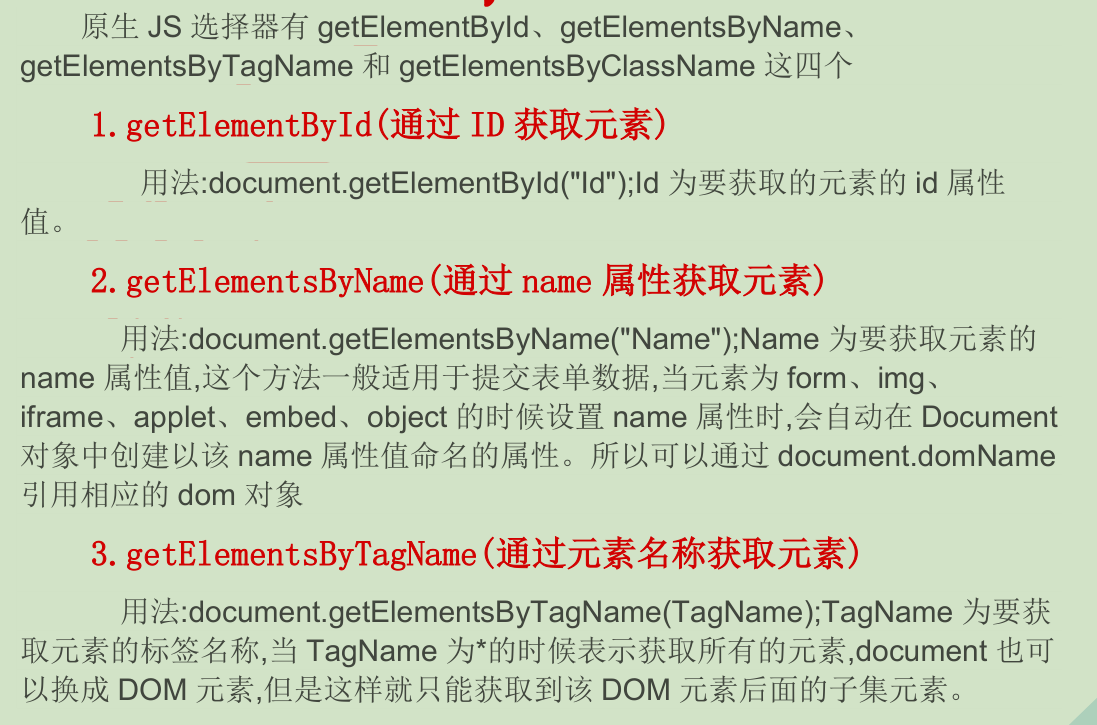 原生 JS 选择器有 getElementById、getElementsByName、
getElementsByTagName 和 getElementsByClassName 这四个
1.getElementById(通过 ID 获取元素)
用法:document.getElementById("Id");Id 为要获取的元素的 id 属性
值。
2.getElementsByName(通过 name 属性获取元素)
用法:document.getElementsByName("Name");Name 为要获取元素的
name 属性值,这个方法一般适用于提交表单数据,当元素为 form、img、
iframe、applet、embed、object 的时候设置 name 属性时,会自动在 Document
对象中创建以该 name 属性值命名的属性。所以可以通过 document.domName
引用相应的 dom 对象
3.getElementsByTagName(通过元素名称获取元素)
用法:document.getElementsByTagName(TagName);TagName 为要获
取元素的标签名称,当 TagName 为*的时候表示获取所有的元素,document 也可
以换成 DOM 元素,但是这样就只能获取到该 DOM 元素后面的子集元素。